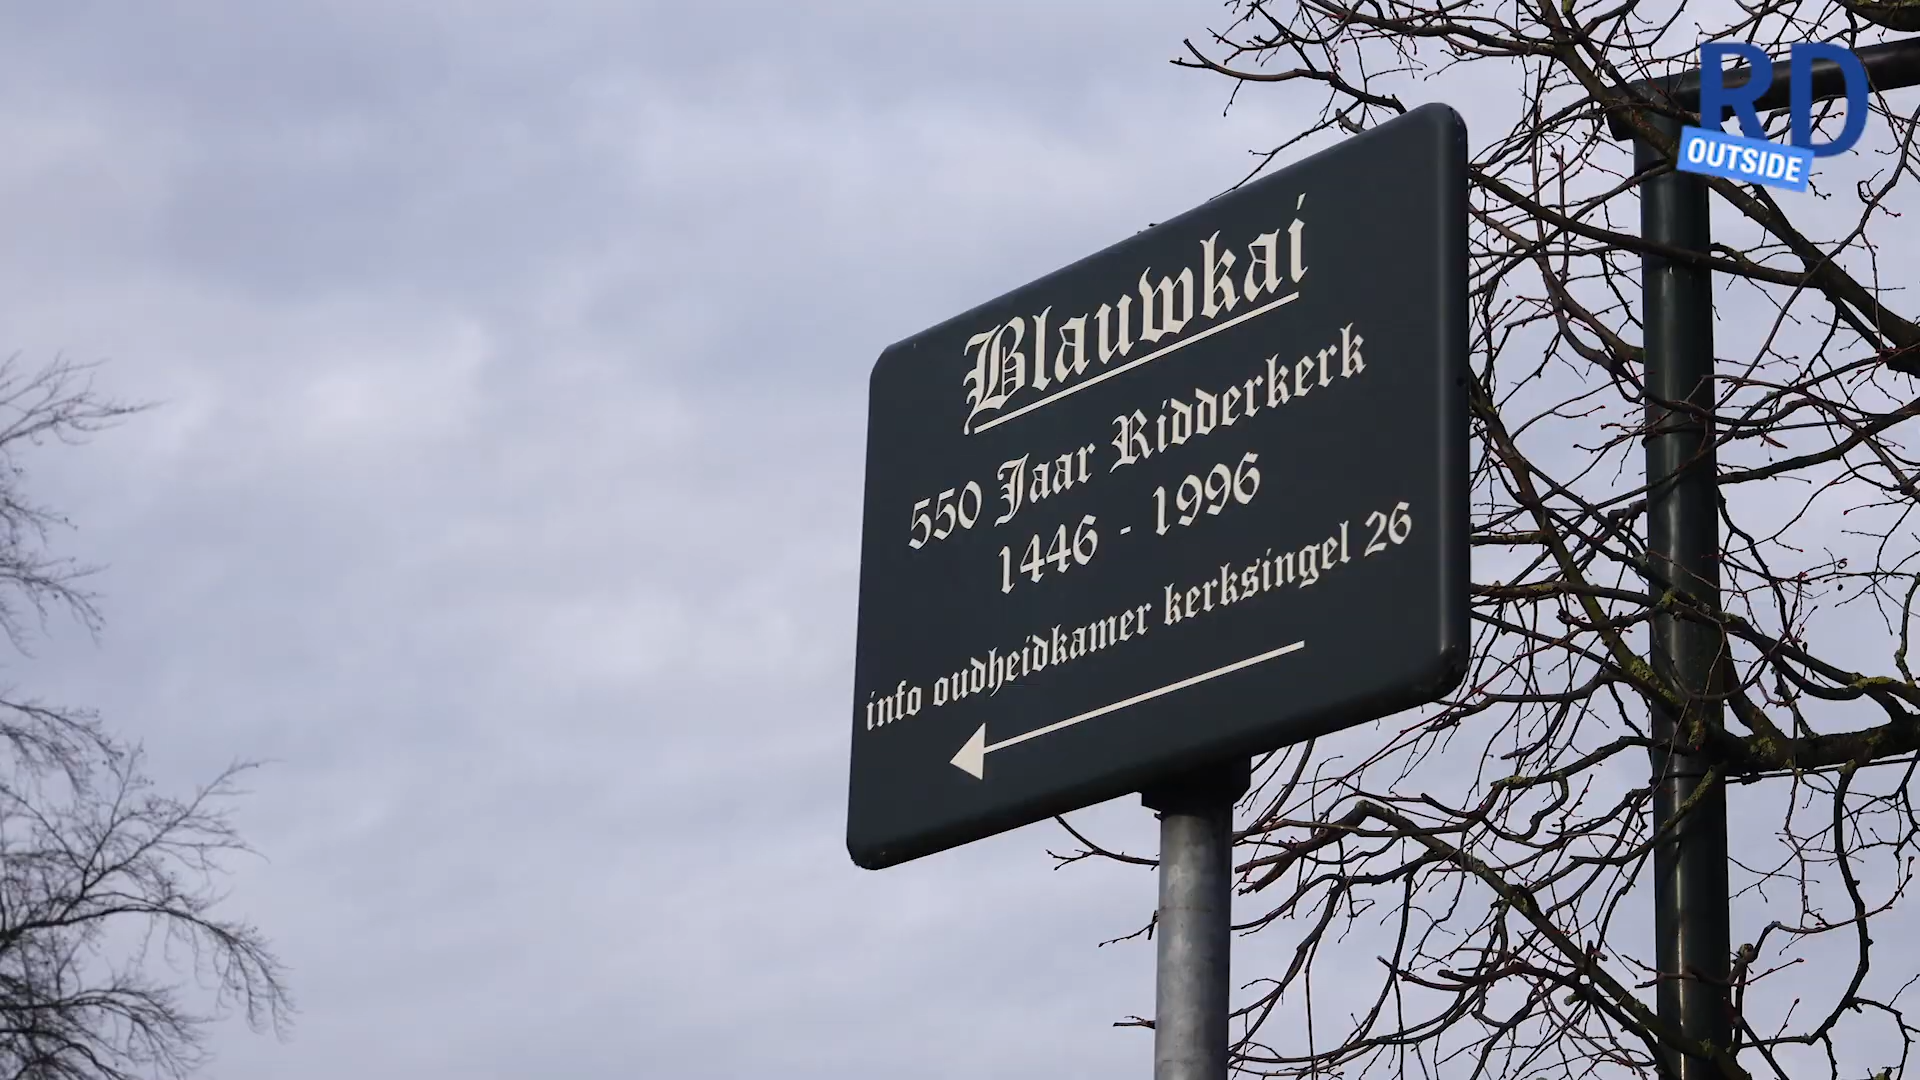 RD
OUTSIDE
Blauwkai
550 Jaar Ridderkerk
1446 - 1996
info oudheidkamer kerksingel 26